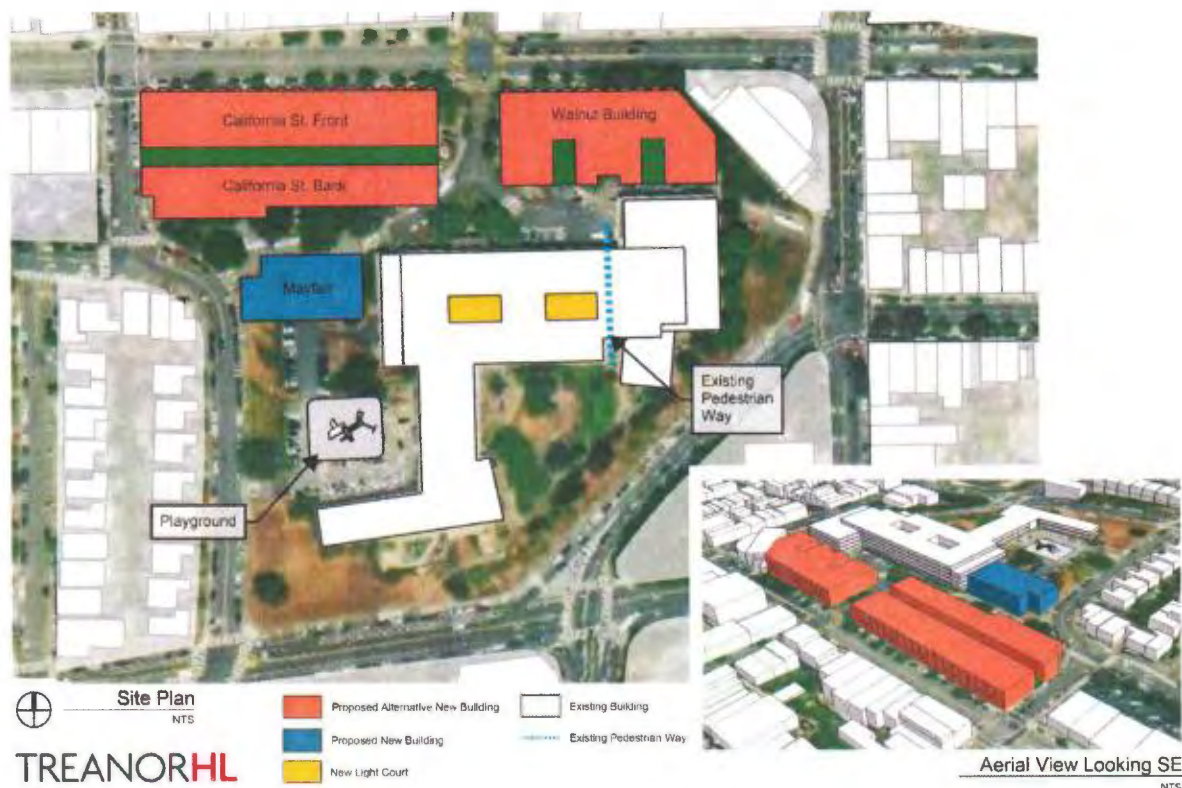 California St. Front
Walnut Building
California St. Back
Mayfair
Existing
Pedestrian
Way
Playground
Site Plan
NTS
Proposed Alternative New Building
Existing Building
Proposed New Building
Existing Pedestrian Way
New Light Court
TREANORHL
Aerial View Looking SE
NTS